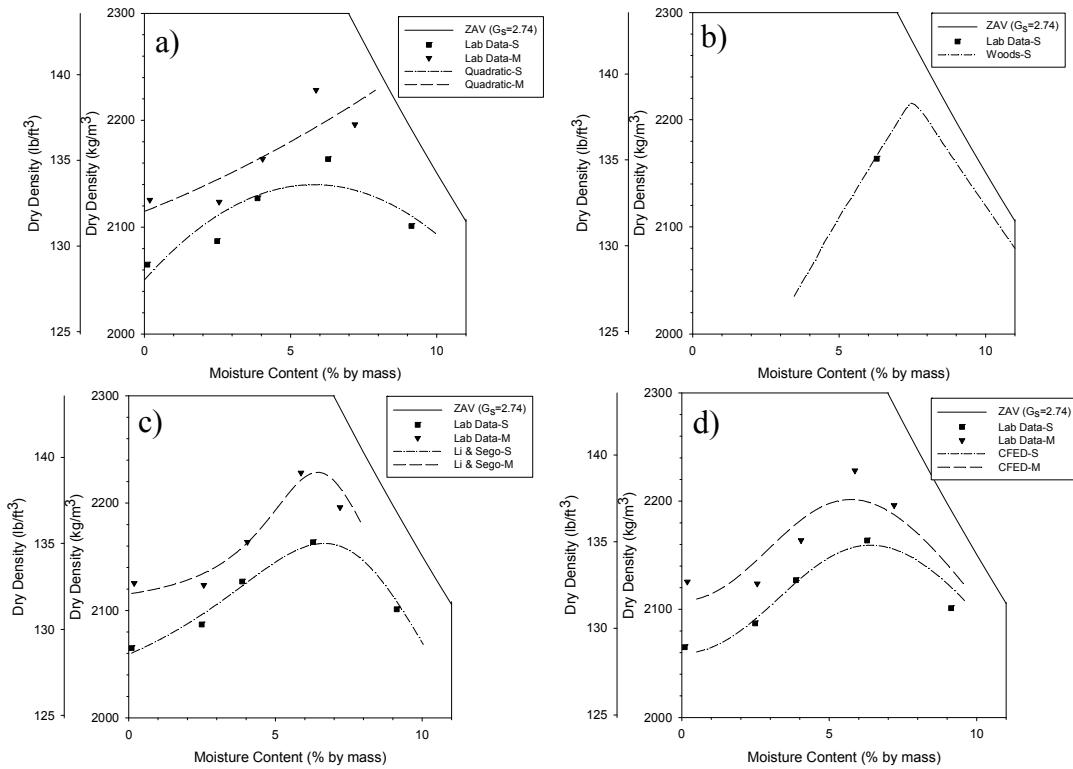 a)
ZAV (Gs=2.74)
Lab Data-S
Lab Data-M
Quadratic-S
Quadratic-M
2300
2200
2100
2000
140
135
130
125
Dry Density (lb/ft3)
Dry Density (kg/m3)
0
5
10
Moisture Content (% by mass)
b)
ZAV (Gs=2.74)
Lab Data-S
Woods-S
2300
2200
2100
2000
140
135
130
125
Dry Density (lb/ft3)
Dry Density (kg/m3)
0
5
10
Moisture Content (% by mass)
c)
ZAV (Gs=2.74)
Lab Data-S
Lab Data-M
Li & Sego-S
Li & Sego-M
2300
2200
2100
2000
140
135
130
125
Dry Density (lb/ft3)
Dry Density (kg/m3)
0
5
10
Moisture Content (% by mass)
d)
ZAV (Gs=2.74)
Lab Data-S
Lab Data-M
CFED-S
CFED-M
2300
2200
2100
2000
140
135
130
125
Dry Density (lb/ft3)
Dry Density (kg/m3)
0
5
10
Moisture Content (% by mass)